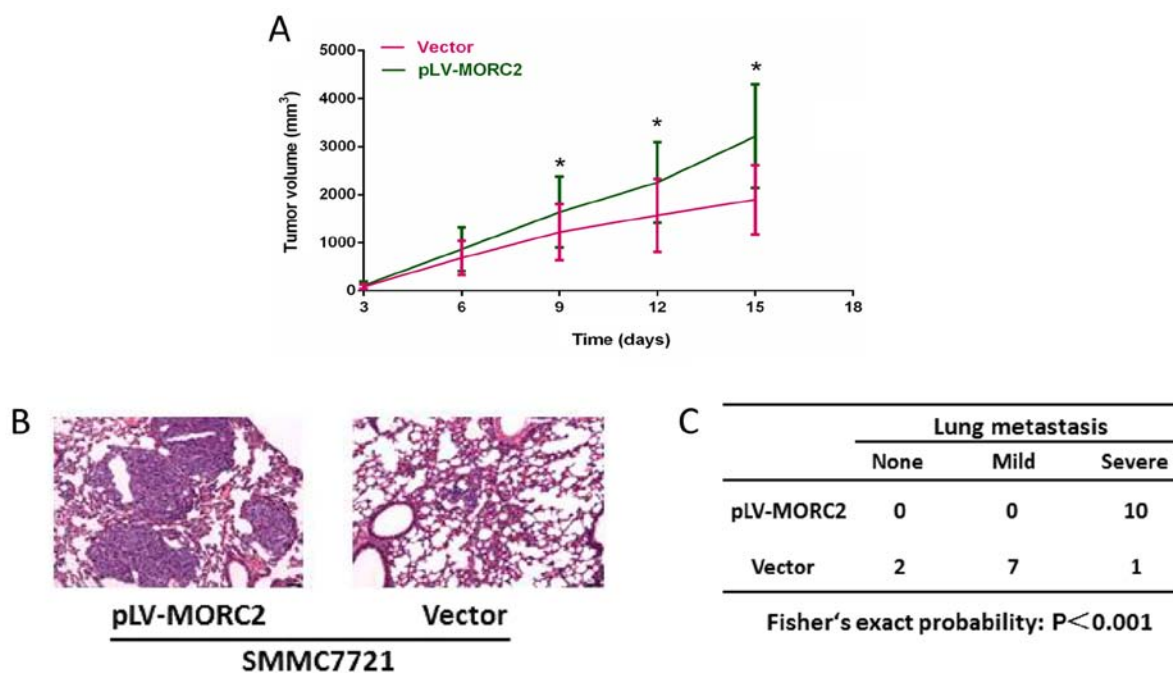 A
Vector
pLV-MORC2
Tumor volume (mm³)
5000
4000
3000
2000
1000
0
* * *
3 6 9 12 15 18
Time (days)
B
pLV-MORC2 Vector
SMMC7721
C
Lung metastasis
None Mild Severe
pLV-MORC2 0 0 10
Vector 2 7 1
Fisher‘s exact probability: P<0.001